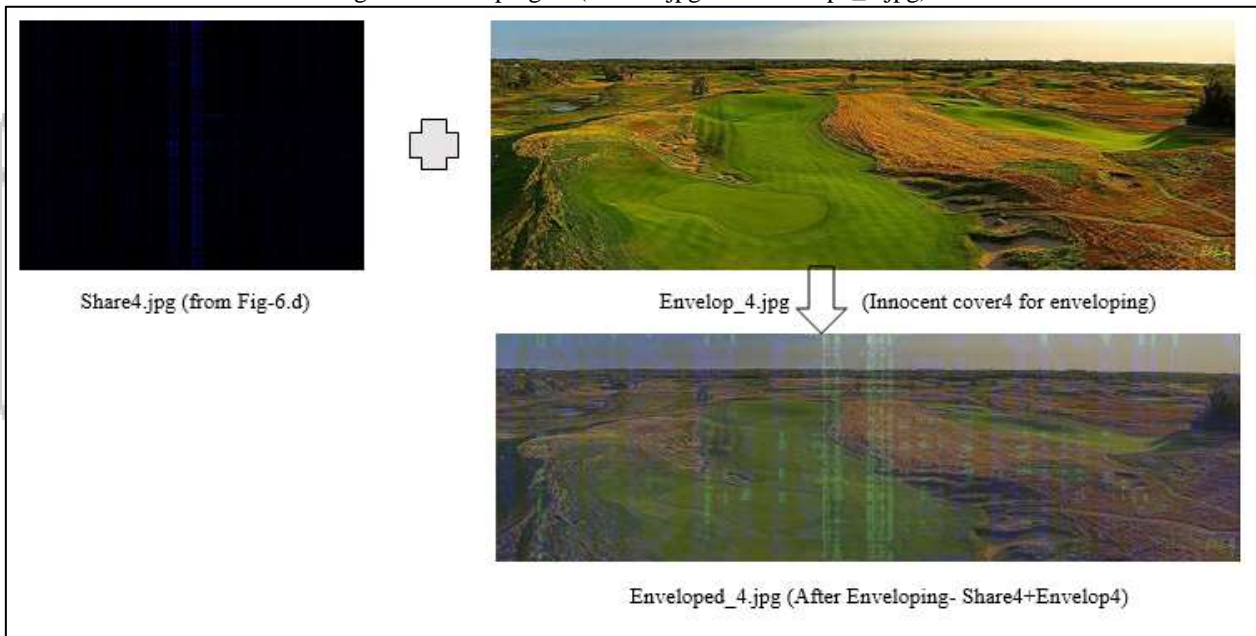 Share4.jpg (from Fig-6.d)
Envelop_4.jpg
(Innocent cover4 for enveloping)
Enveloped_4.jpg (After Enveloping- Share4+Envelop4)